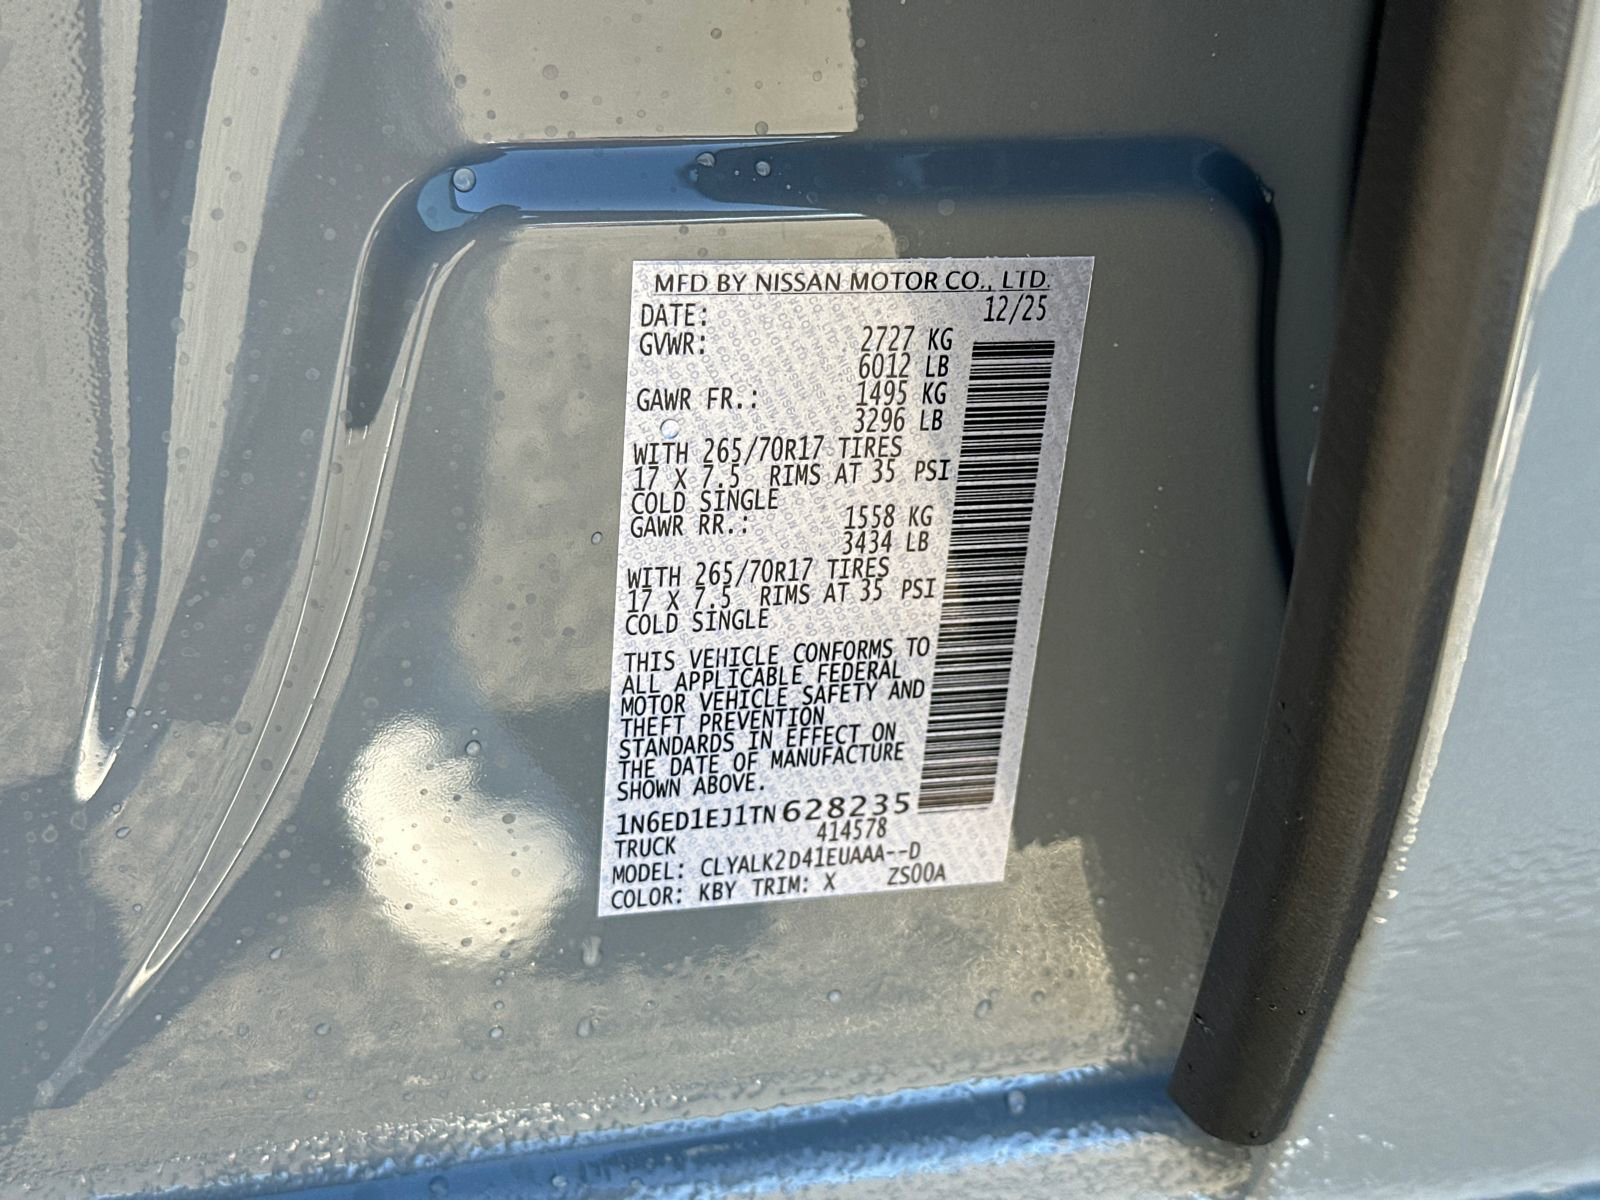 MFD BY NISSAN MOTOR CO., LTD.
DATE: 12/25
GVWR: 2727 KG
6012 LB
GAWR FR.: 1495 KG
3296 LB
WITH 265/70R17 TIRES
17 X 7.5 RIMS AT 35 PSI
COLD SINGLE
GAWR RR.: 1558 KG
3434 LB
WITH 265/70R17 TIRES
17 X 7.5 RIMS AT 35 PSI
COLD SINGLE
THIS VEHICLE CONFORMS TO
ALL APPLICABLE FEDERAL
MOTOR VEHICLE SAFETY AND
THEFT PREVENTION
STANDARDS IN EFFECT ON
THE DATE OF MANUFACTURE
SHOWN ABOVE.
1N6ED1EJ1TN628235
TRUCK 414578
MODEL: CLYALK2D41EUAAA--D
COLOR: KBY TRIM: X ZS00A